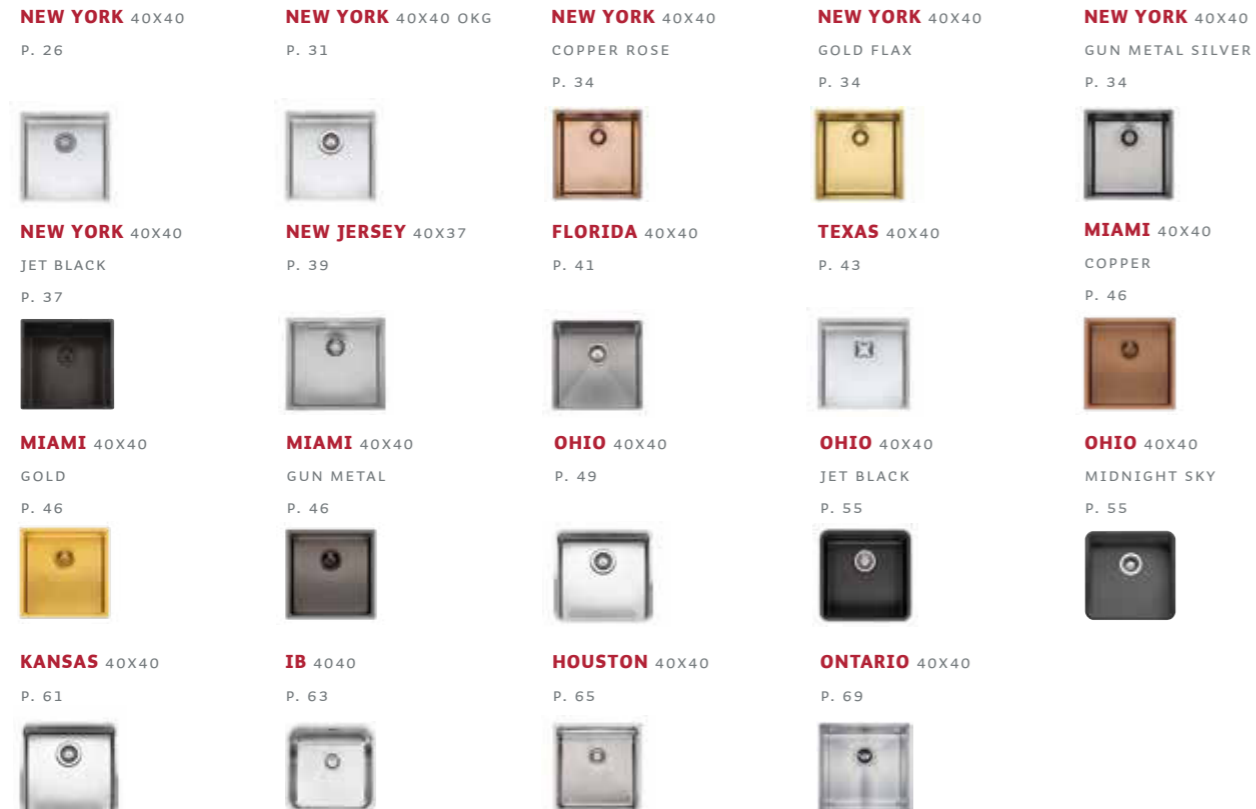 NEW YORK 40X40
P. 26
NEW YORK 40X40 OKG
P. 31
NEW YORK 40X40
COPPER ROSE
P. 34
NEW YORK 40X40
GOLD FLAX
P. 34
NEW YORK 40X40
GUN METAL SILVER
P. 34
NEW YORK 40X40
JET BLACK
P. 37
NEW JERSEY 40X37
P. 39
FLORIDA 40X40
P. 41
TEXAS 40X40
P. 43
MIAMI 40X40
COPPER
P. 46
MIAMI 40X40
GOLD
P. 46
MIAMI 40X40
GUN METAL
P. 46
OHIO 40X40
P. 49
OHIO 40X40
JET BLACK
P. 55
OHIO 40X40
MIDNIGHT SKY
P. 55
KANSAS 40X40
P. 61
IB 4040
P. 63
HOUSTON 40X40
P. 65
ONTARIO 40X40
P. 69